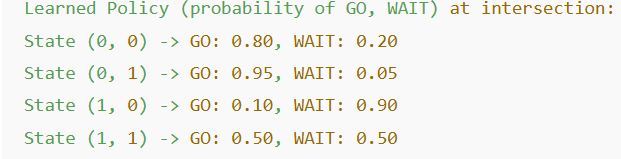 Learned Policy (probability of GO, WAIT) at intersection:
State (0, 0) -> GO: 0.80, WAIT: 0.20
State (0, 1) -> GO: 0.95, WAIT: 0.05
State (1, 0) -> GO: 0.10, WAIT: 0.90
State (1, 1) -> GO: 0.50, WAIT: 0.50